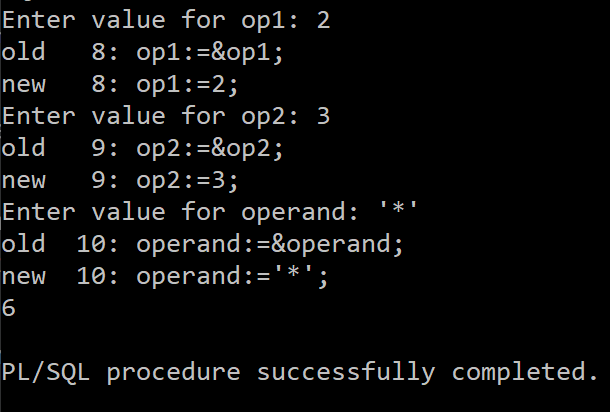 Enter value for op1: 2
old   8: op1:=&op1;
new   8: op1:=2;
Enter value for op2: 3
old   9: op2:=&op2;
new   9: op2:=3;
Enter value for operand: '*'
old  10: operand:=&operand;
new  10: operand:='*';
6
PL/SQL procedure successfully completed.